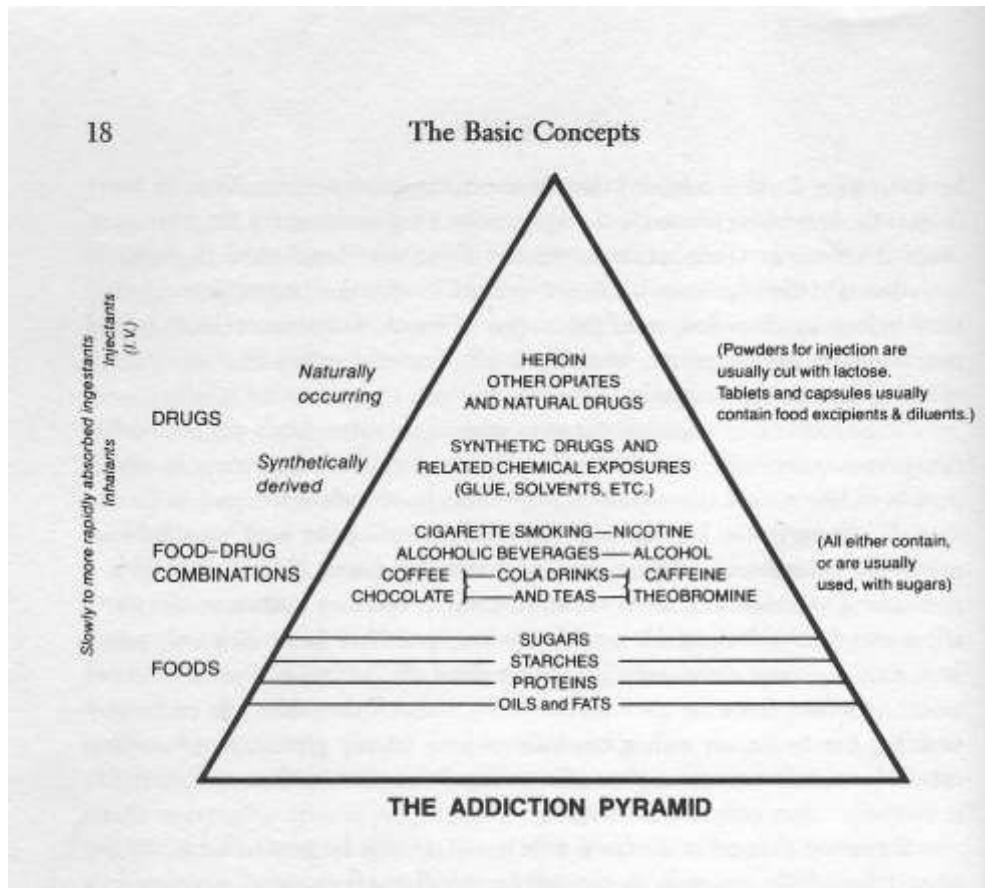 18
The Basic Concepts
Slowly to more rapidly absorbed ingestants
Inhalants
Injectants
(I.V.)
DRUGS
Naturally
occurring
HEROIN
OTHER OPIATES
AND NATURAL DRUGS
(Powders for injection are
usually cut with lactose.
Tablets and capsules usually
contain food excipients & diluents.)
Synthetically
derived
SYNTHETIC DRUGS AND
RELATED CHEMICAL EXPOSURES
(GLUE, SOLVENTS, ETC.)
FOOD–DRUG
COMBINATIONS
CIGARETTE SMOKING—NICOTINE
ALCOHOLIC BEVERAGES—ALCOHOL
COFFEE COLA DRINKS CAFFEINE
CHOCOLATE AND TEAS THEOBROMINE
(All either contain,
or are usually
used, with sugars)
FOODS
SUGARS
STARCHES
PROTEINS
OILS and FATS
THE ADDICTION PYRAMID